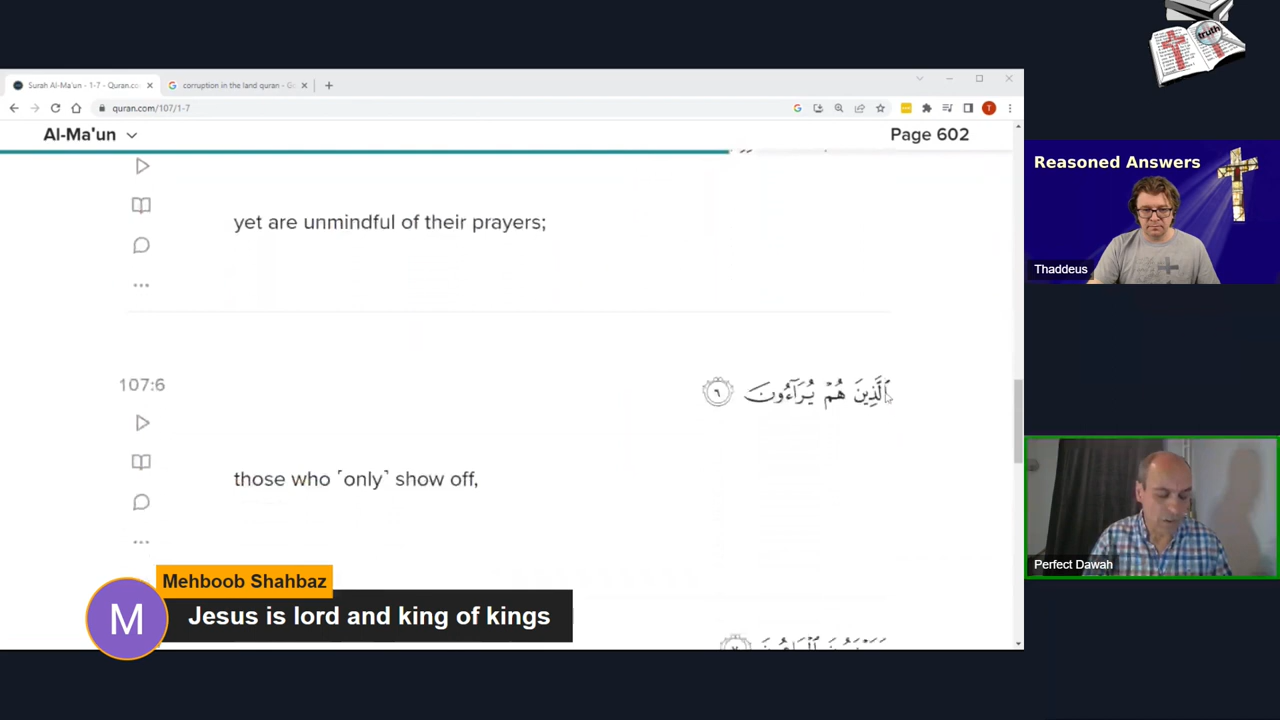 truth
Surah Al-Ma'un - 1-7 - Quran.co
corruption in the land quran - G
quran.com/107/1-7
T
Al-Ma'un
Page 602
yet are unmindful of their prayers;
107:6
ٱلَّذِينَ هُمْ يُرَآءُونَ ٦
those who ˹only˺ show off,
Reasoned Answers
Thaddeus
Perfect Dawah
Mehboob Shahbaz
M
Jesus is lord and king of kings